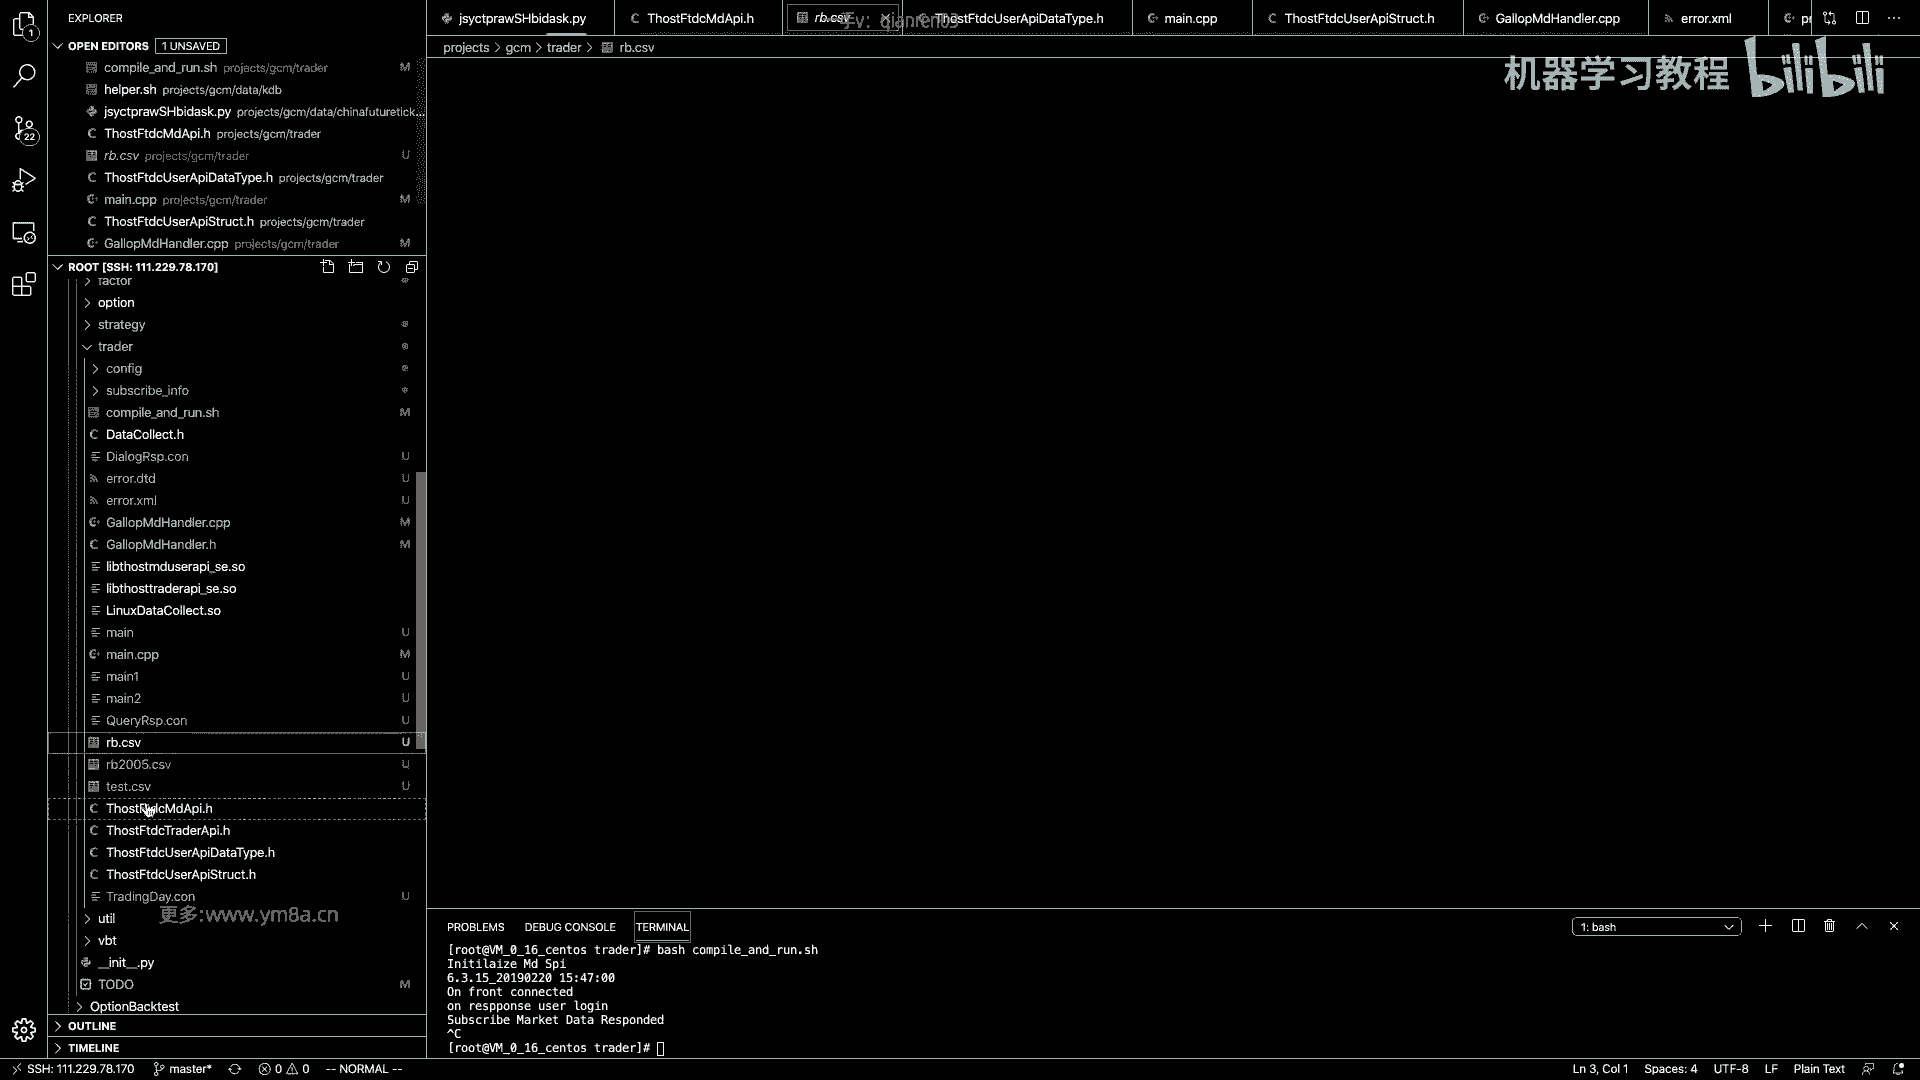 EXPLORER
OPEN EDITORS 1 UNSAVED
compile_and_run.sh projects/gcm/trader M
helper.sh projects/gcm/data/kdb
jsyctprawSHbidask.py projects/gcm/data/chinafuturetick...
ThostFtdcMdApi.h projects/gcm/trader
rb.csv projects/gcm/trader U
ThostFtdcUserApiDataType.h projects/gcm/trader
main.cpp projects/gcm/trader M
ThostFtdcUserApiStruct.h projects/gcm/trader
GallopMdHandler.cpp projects/gcm/trader M
ROOT [SSH: 111.229.78.170]
factor
option
strategy
trader
config
subscribe_info
compile_and_run.sh M
DataCollect.h
DialogRsp.con U
error.dtd U
error.xml U
GallopMdHandler.cpp M
GallopMdHandler.h M
libthostmduserapi_se.so
libthosttraderapi_se.so
LinuxDataCollect.so
main U
main.cpp M
main1 U
main2 U
QueryRsp.con U
rb.csv U
rb2005.csv U
test.csv U
ThostFtdcMdApi.h
ThostFtdcTraderApi.h
ThostFtdcUserApiDataType.h
ThostFtdcUserApiStruct.h
TradingDay.con U
更多:www.ym8a.cn
util
vbt
__init__.py
TODO M
OptionBacktest
OUTLINE
TIMELINE
jsyctprawSHbidask.py ThostFtdcMdApi.h rb.csv ThostFtdcUserApiDataType.h main.cpp ThostFtdcUserApiStruct.h GallopMdHandler.cpp error.xml
projects > gcm > trader > rb.csv
机器学习教程 bilibili
PROBLEMS DEBUG CONSOLE TERMINAL 1: bash
[root@VM_0_16_centos trader]# bash compile_and_run.sh
Initilaize Md Spi
6.3.15_20190220 15:47:00
On front connected
on respponse user login
Subscribe Market Data Responded
^C
[root@VM_0_16_centos trader]#
SSH: 111.229.78.170 master* 0 0 -- NORMAL -- Ln 3, Col 1 Spaces: 4 UTF-8 LF Plain Text
1
22